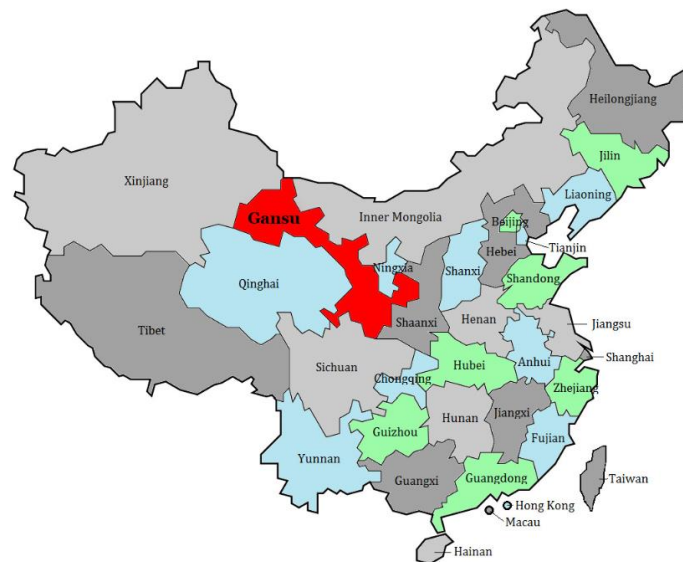 Heilongjiang
Jilin
Xinjiang
Liaoning
Gansu
Inner Mongolia
Beijing
Tianjin
Hebei
Ningxia
Shanxi
Shandong
Qinghai
Henan
Jiangsu
Shaanxi
Tibet
Shanghai
Sichuan
Hubei
Anhui
Chongqing
Zhejiang
Jiangxi
Hunan
Guizhou
Fujian
Yunnan
Guangxi
Guangdong
Taiwan
Hong Kong
Macau
Hainan